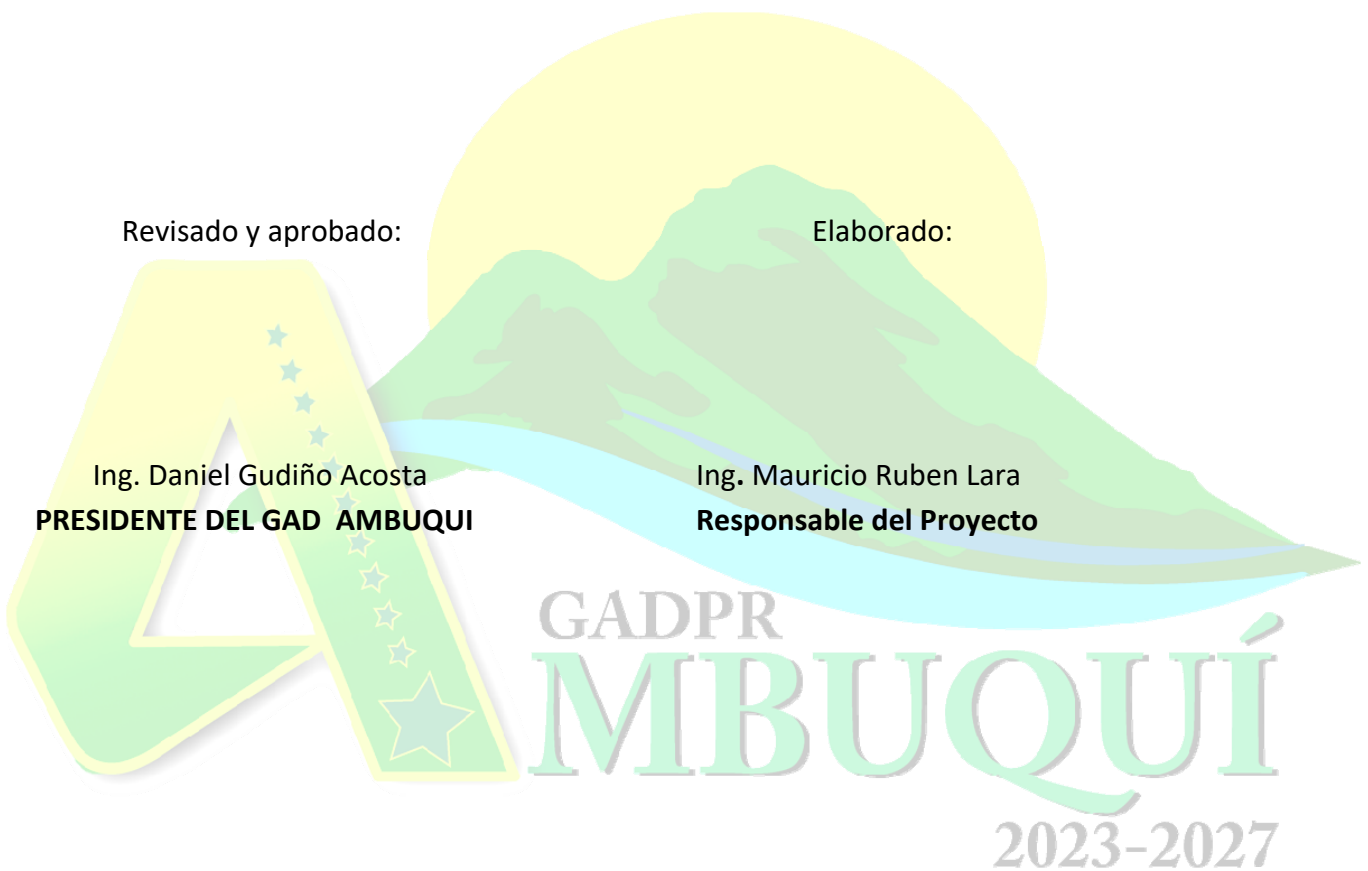 Revisado y aprobado:
Elaborado:
Ing. Daniel Gudiño Acosta
Ing. Mauricio Ruben Lara
PRESIDENTE DEL GAD AMBUQUI
Responsable del Proyecto
GADPR
AMBUQUÍ
2023-2027